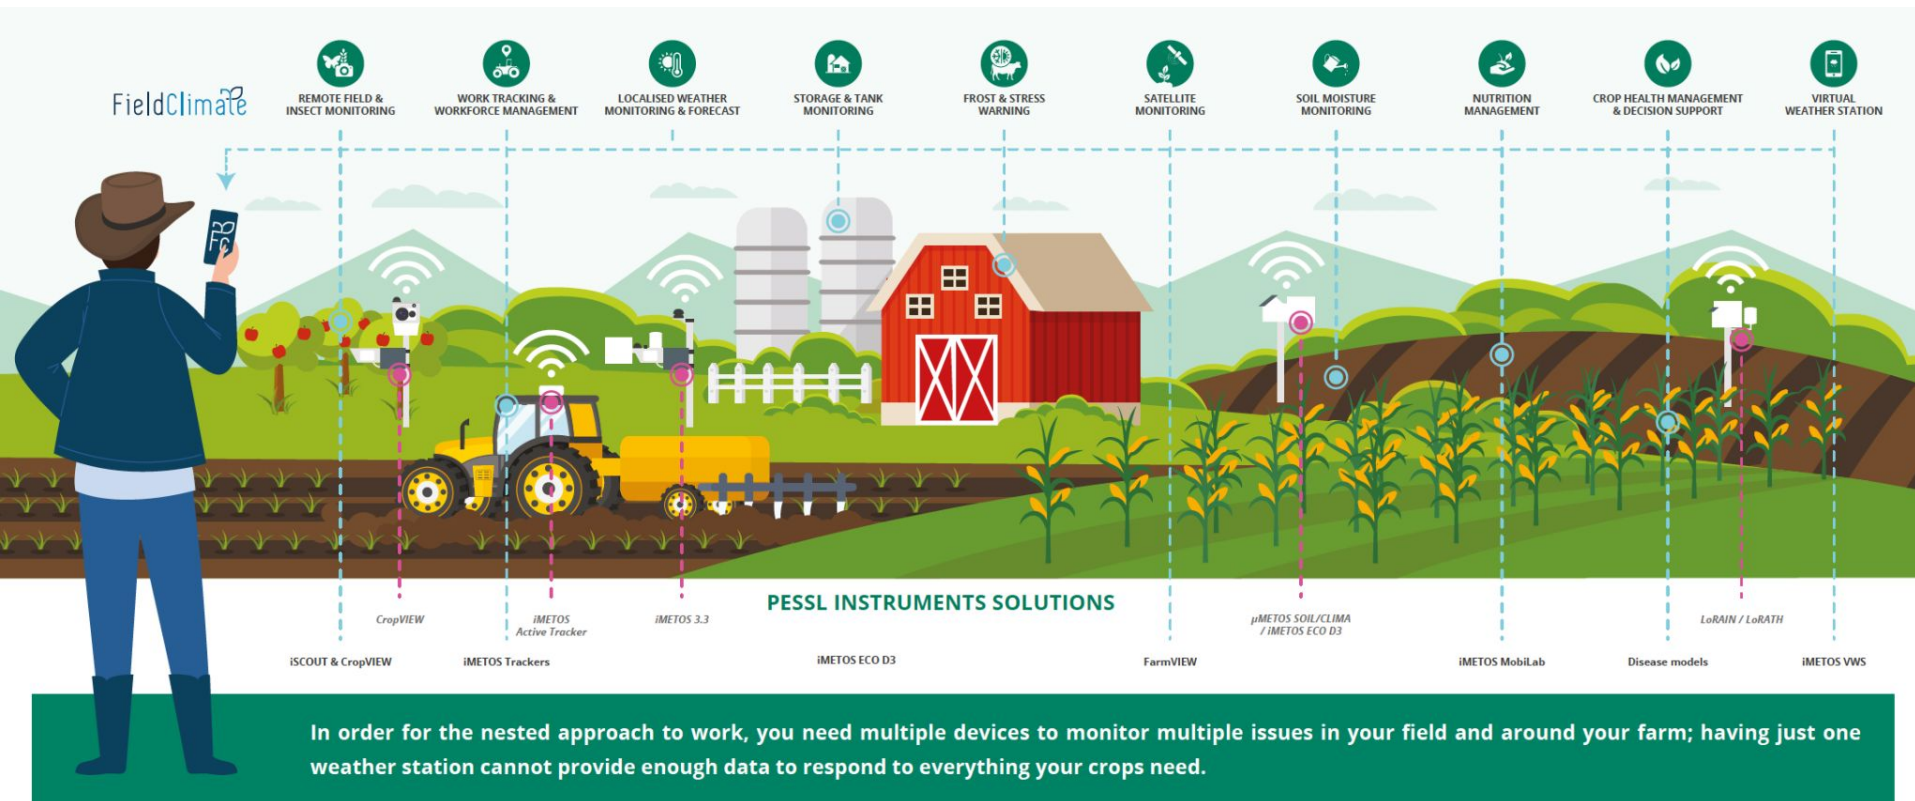 FieldClimate
REMOTE FIELD &
INSECT MONITORING
WORK TRACKING &
WORKFORCE MANAGEMENT
LOCALISED WEATHER
MONITORING & FORECAST
STORAGE & TANK
MONITORING
FROST & STRESS
WARNING
SATELLITE
MONITORING
SOIL MOISTURE
MONITORING
NUTRITION
MANAGEMENT
CROP HEALTH MANAGEMENT
& DECISION SUPPORT
VIRTUAL
WEATHER STATION
PESSL INSTRUMENTS SOLUTIONS
CropVIEW
iMETOS
Active Tracker
iMETOS 3.3
µMETOS SOIL/CLIMA
/ iMETOS ECO D3
LoRAIN / LoRATH
iSCOUT & CropVIEW
iMETOS Trackers
iMETOS ECO D3
FarmVIEW
iMETOS MobiLab
Disease models
iMETOS VWS
In order for the nested approach to work, you need multiple devices to monitor multiple issues in your field and around your farm; having just one
weather station cannot provide enough data to respond to everything your crops need.